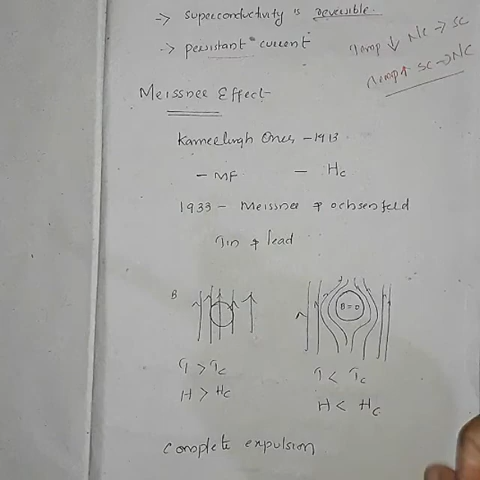 -> superconductivity is reversible.
-> persistant current
Temp ↓ NC -> SC
Temp ↑ SC -> NC
Meissner Effect
Kamerlingh Ones - 1913
- MF - Hc
1933 - Meissner & ochsenfeld
Tin & lead
B
B = 0
T > Tc
H > Hc
T < Tc
H < Hc
complete expulsion